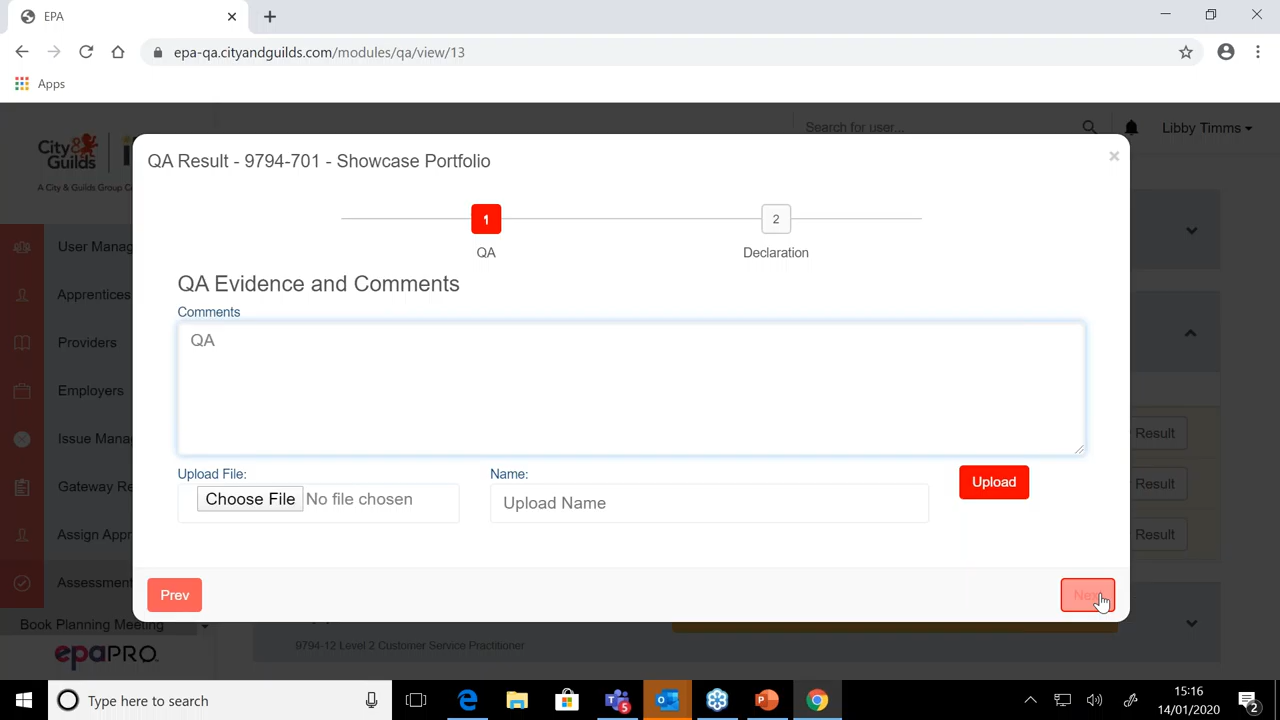 EPA
epa-qa.cityandguilds.com/modules/qa/view/13
Apps
City& Guilds
A City & Guilds Group C
Search for user...
Libby Timms
QA Result - 9794-701 - Showcase Portfolio
1
2
QA
Declaration
User Manag
Apprentices
Providers
Employers
Issue Mana
Gateway Re
Assign Appr
Assessment
Book Planning Meeting
epaPRO.
QA Evidence and Comments
Comments
QA
Upload File:
Name:
Choose File No file chosen
Upload Name
Upload
Prev
Result
Result
Result
9794-12 Level 2 Customer Service Practitioner
Type here to search
5
15:16
14/01/2020
2